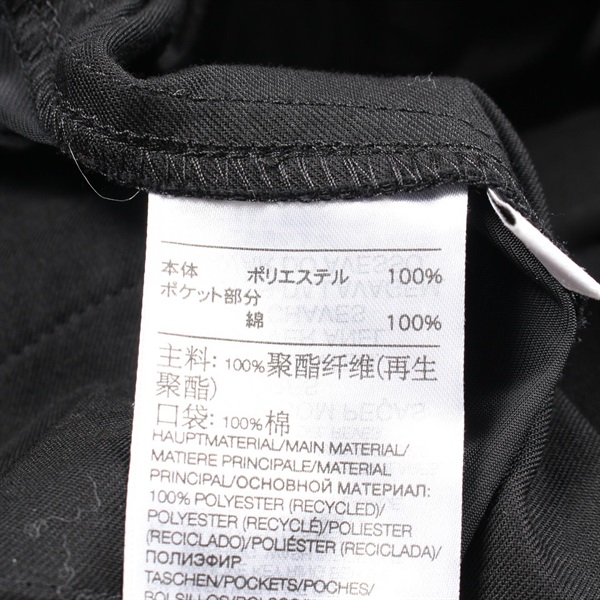 本体 ポリエステル 100%
ポケット部分
綿 100%
主料: 100%聚酯纤维(再生
聚酯)
口袋: 100%棉
HAUPTMATERIAL/MAIN MATERIAL/
MATIERE PRINCIPALE/MATERIAL
PRINCIPAL/ОСНОВНОЙ МАТЕРИАЛ:
100% POLYESTER (RECYCLED)/
POLYESTER (RECYCLÉ)/POLIESTER
(RECICLADO)/POLIÉSTER (RECICLADA)/
ПОЛИЭФИР
TASCHEN/POCKETS/POCHES/
BOLSILLOS/BOLSOS/